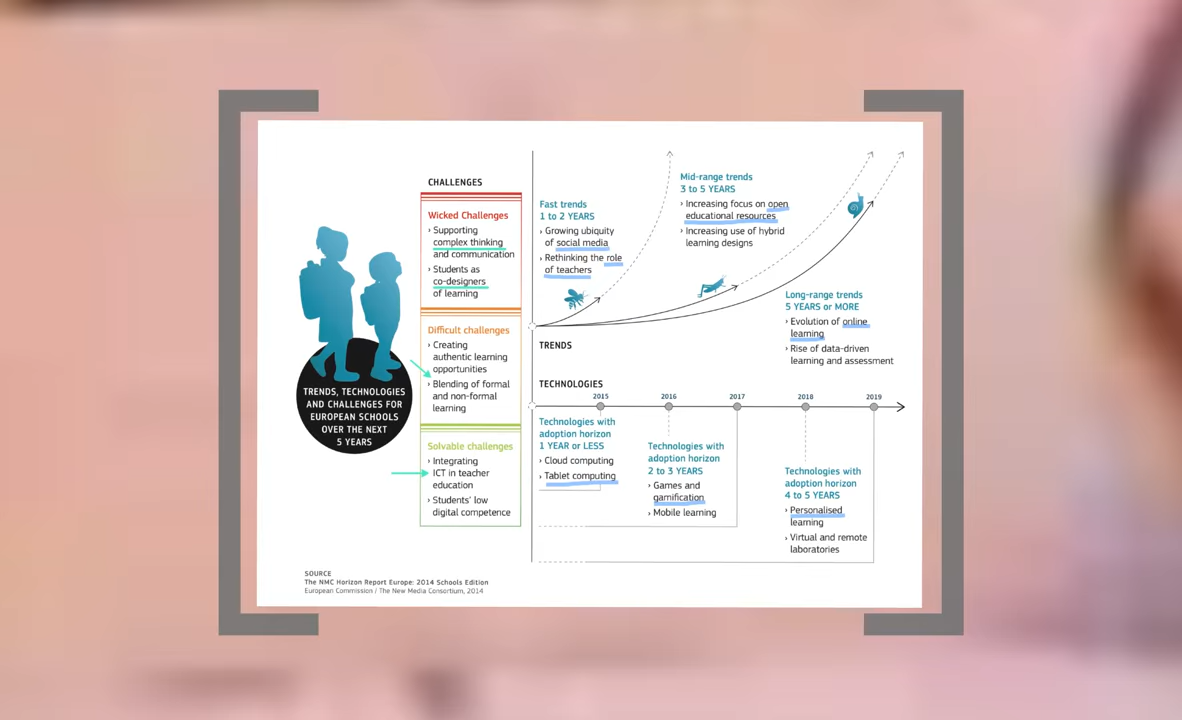 CHALLENGES
Wicked Challenges
› Supporting
complex thinking
and communication
› Students as
co-designers
of learning
Difficult challenges
› Creating
authentic learning
opportunities
› Blending of formal
and non-formal
learning
Solvable challenges
› Integrating
ICT in teacher
education
› Students' low
digital competence
TRENDS, TECHNOLOGIES
AND CHALLENGES FOR
EUROPEAN SCHOOLS
OVER THE NEXT
5 YEARS
Fast trends
1 to 2 YEARS
› Growing ubiquity
of social media
› Rethinking the role
of teachers
Mid-range trends
3 to 5 YEARS
› Increasing focus on open
educational resources
› Increasing use of hybrid
learning designs
Long-range trends
5 YEARS or MORE
› Evolution of online
learning
› Rise of data-driven
learning and assessment
TRENDS
TECHNOLOGIES
2015 2016 2017 2018 2019
Technologies with
adoption horizon
1 YEAR or LESS
› Cloud computing
› Tablet computing
Technologies with
adoption horizon
2 to 3 YEARS
› Games and
gamification
› Mobile learning
Technologies with
adoption horizon
4 to 5 YEARS
› Personalised
learning
› Virtual and remote
laboratories
SOURCE
The NMC Horizon Report Europe: 2014 Schools Edition
European Commission / The New Media Consortium, 2014